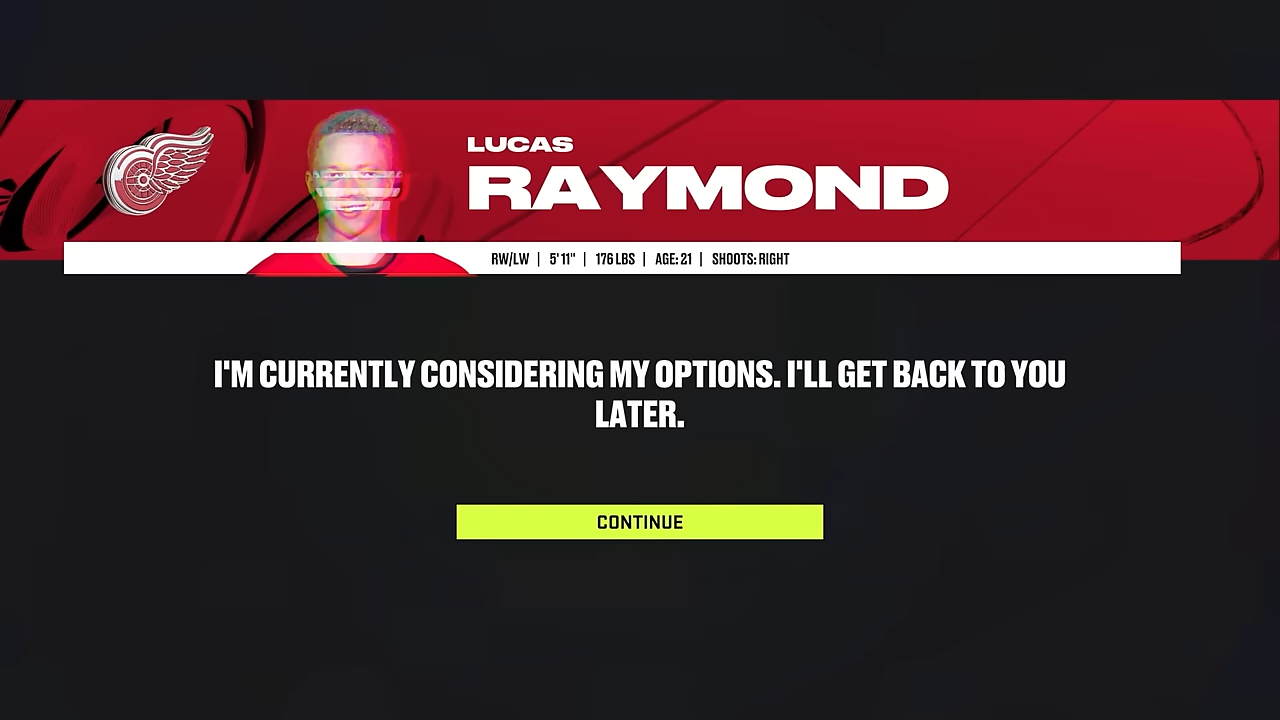 LUCAS
RAYMOND
RW/LW | 5'11" | 176 LBS | AGE: 21 | SHOOTS: RIGHT
I'M CURRENTLY CONSIDERING MY OPTIONS. I'LL GET BACK TO YOU
LATER.
CONTINUE